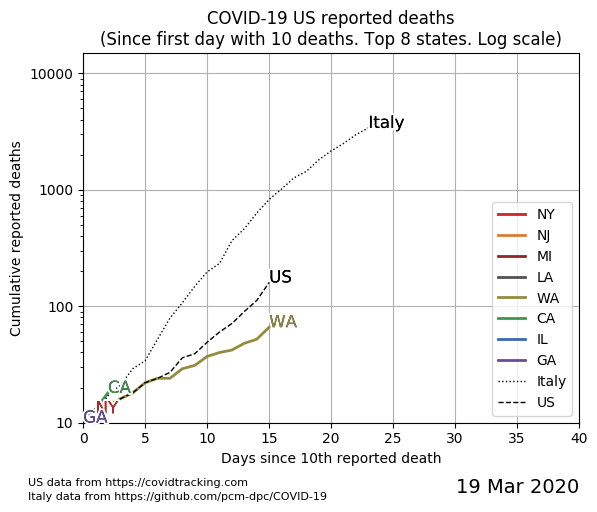 COVID-19 US reported deaths
(Since first day with 10 deaths. Top 8 states. Log scale)
Cumulative reported deaths
10000
1000
100
10
Italy
US
WA
CA
NY
GA
NY
NJ
MI
LA
WA
CA
IL
GA
Italy
US
0 5 10 15 20 25 30 35 40
Days since 10th reported death
US data from https://covidtracking.com
Italy data from https://github.com/pcm-dpc/COVID-19
19 Mar 2020